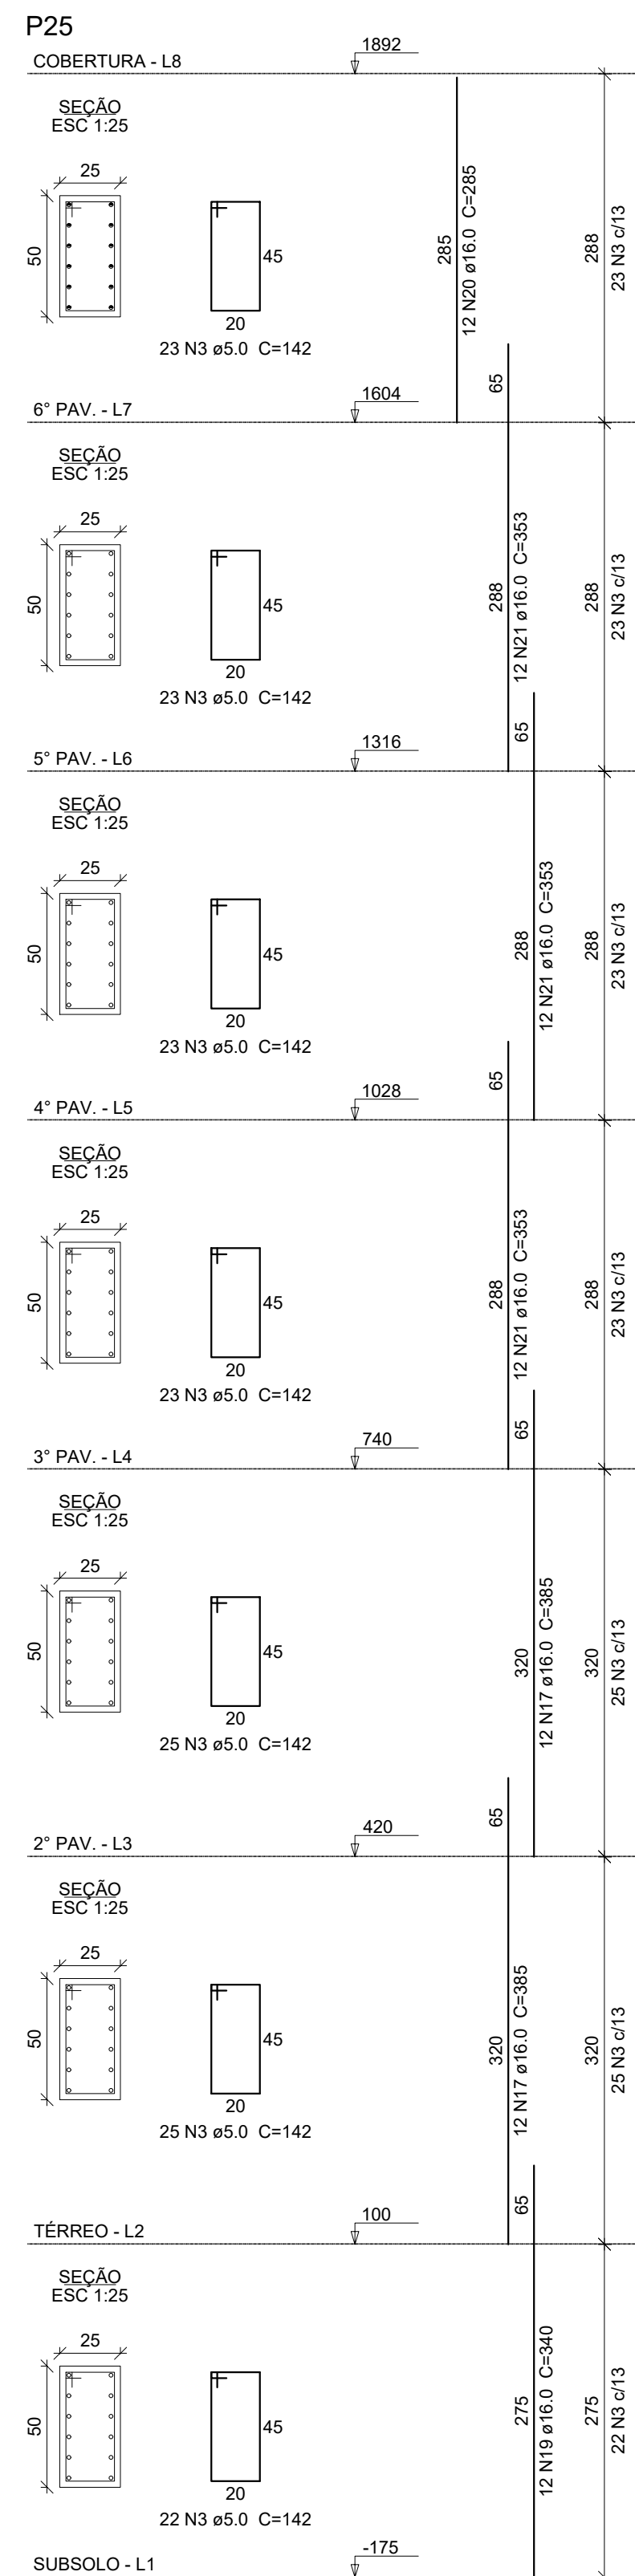 P25
1892
COBERTURA - L8
SEÇÃO
ESC 1:25
25
50
45
20
23 N3 ø5.0 C=142
285
12 N20 ø16.0 C=285
288
23 N3 c/13
65
1604
6° PAV. - L7
SEÇÃO
ESC 1:25
25
50
45
20
23 N3 ø5.0 C=142
288
12 N21 ø16.0 C=353
288
23 N3 c/13
65
1316
5° PAV. - L6
SEÇÃO
ESC 1:25
25
50
45
20
23 N3 ø5.0 C=142
288
12 N21 ø16.0 C=353
288
23 N3 c/13
65
1028
4° PAV. - L5
SEÇÃO
ESC 1:25
25
50
45
20
23 N3 ø5.0 C=142
288
12 N21 ø16.0 C=353
288
23 N3 c/13
65
740
3° PAV. - L4
SEÇÃO
ESC 1:25
25
50
45
20
25 N3 ø5.0 C=142
320
12 N17 ø16.0 C=385
320
25 N3 c/13
65
420
2° PAV. - L3
SEÇÃO
ESC 1:25
25
50
45
20
25 N3 ø5.0 C=142
320
12 N17 ø16.0 C=385
320
25 N3 c/13
65
100
TÉRREO - L2
SEÇÃO
ESC 1:25
25
50
45
20
22 N3 ø5.0 C=142
275
12 N19 ø16.0 C=340
275
22 N3 c/13
-175
SUBSOLO - L1